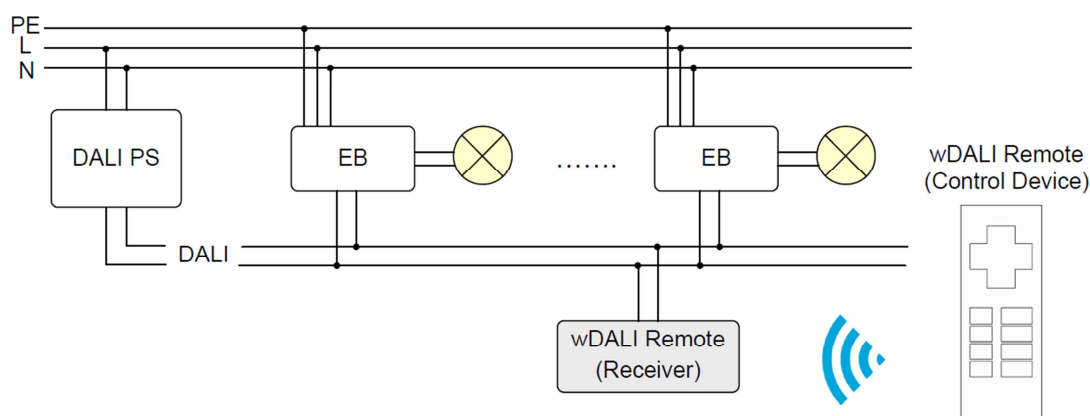 PE
L
N
DALI PS
EB
.......
EB
wDALI Remote
(Control Device)
DALI
wDALI Remote
(Receiver)